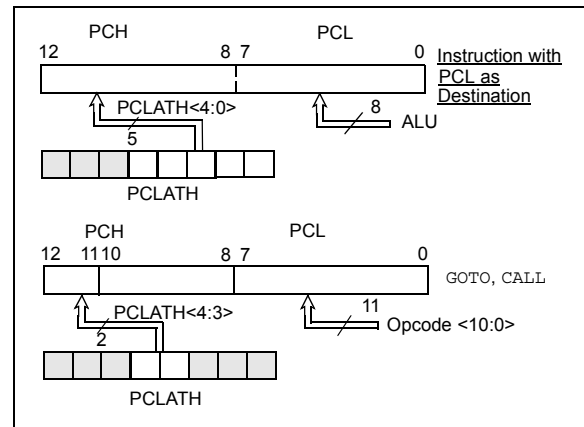 PCH PCL
12 8 7 0
Instruction with
PCL as
Destination
PCLATH<4:0>
8
5
ALU
PCLATH
PCH PCL
12 11 10 8 7 0
GOTO, CALL
PCLATH<4:3>
11
2
Opcode <10:0>
PCLATH